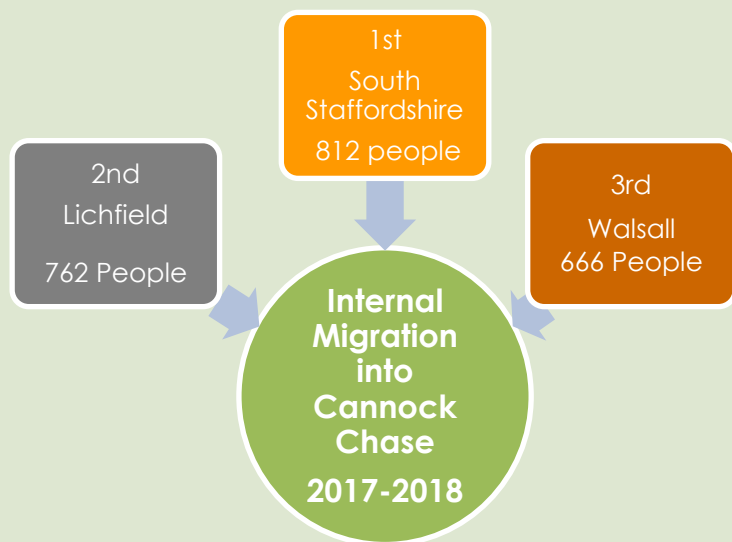 1st
South
Staffordshire
812 people
2nd
Lichfield
762 People
3rd
Walsall
666 People
Internal
Migration
into
Cannock
Chase
2017-2018